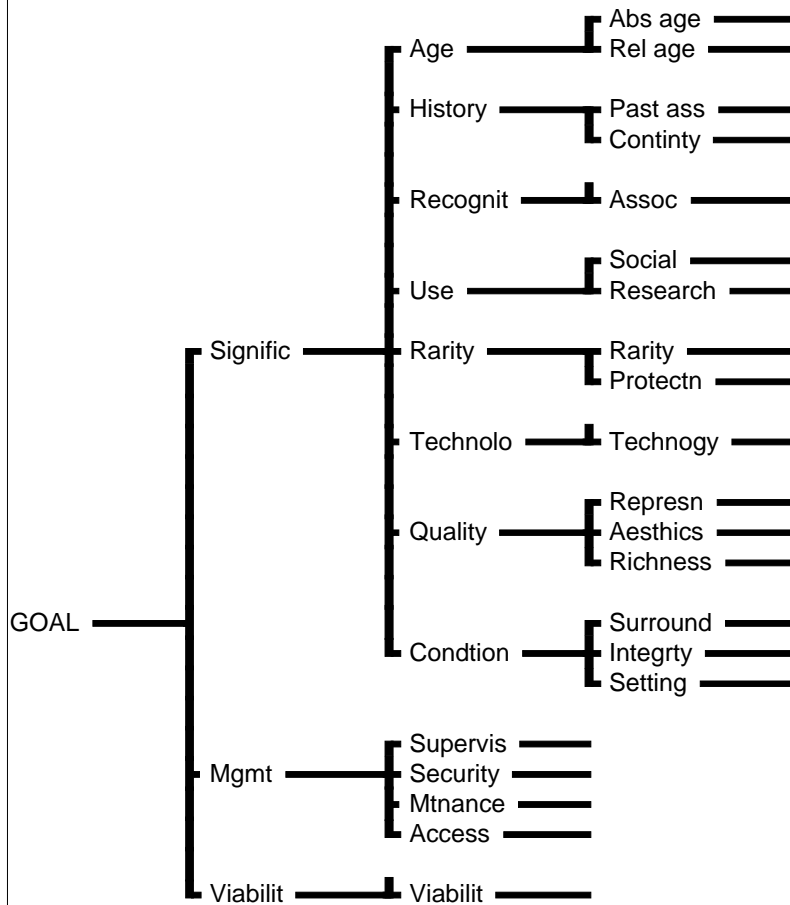 Abs age
Age Rel age
History Past ass
Continty
Recognit Assoc
Social
Use Research
Signific Rarity Rarity
Protectn
Technolo Technogy
Represn
Quality Aesthics
Richness
GOAL Surround
Condtion Integrty
Setting
Supervis
Mgmt Security
Mtnance
Access
Viabilit Viabilit